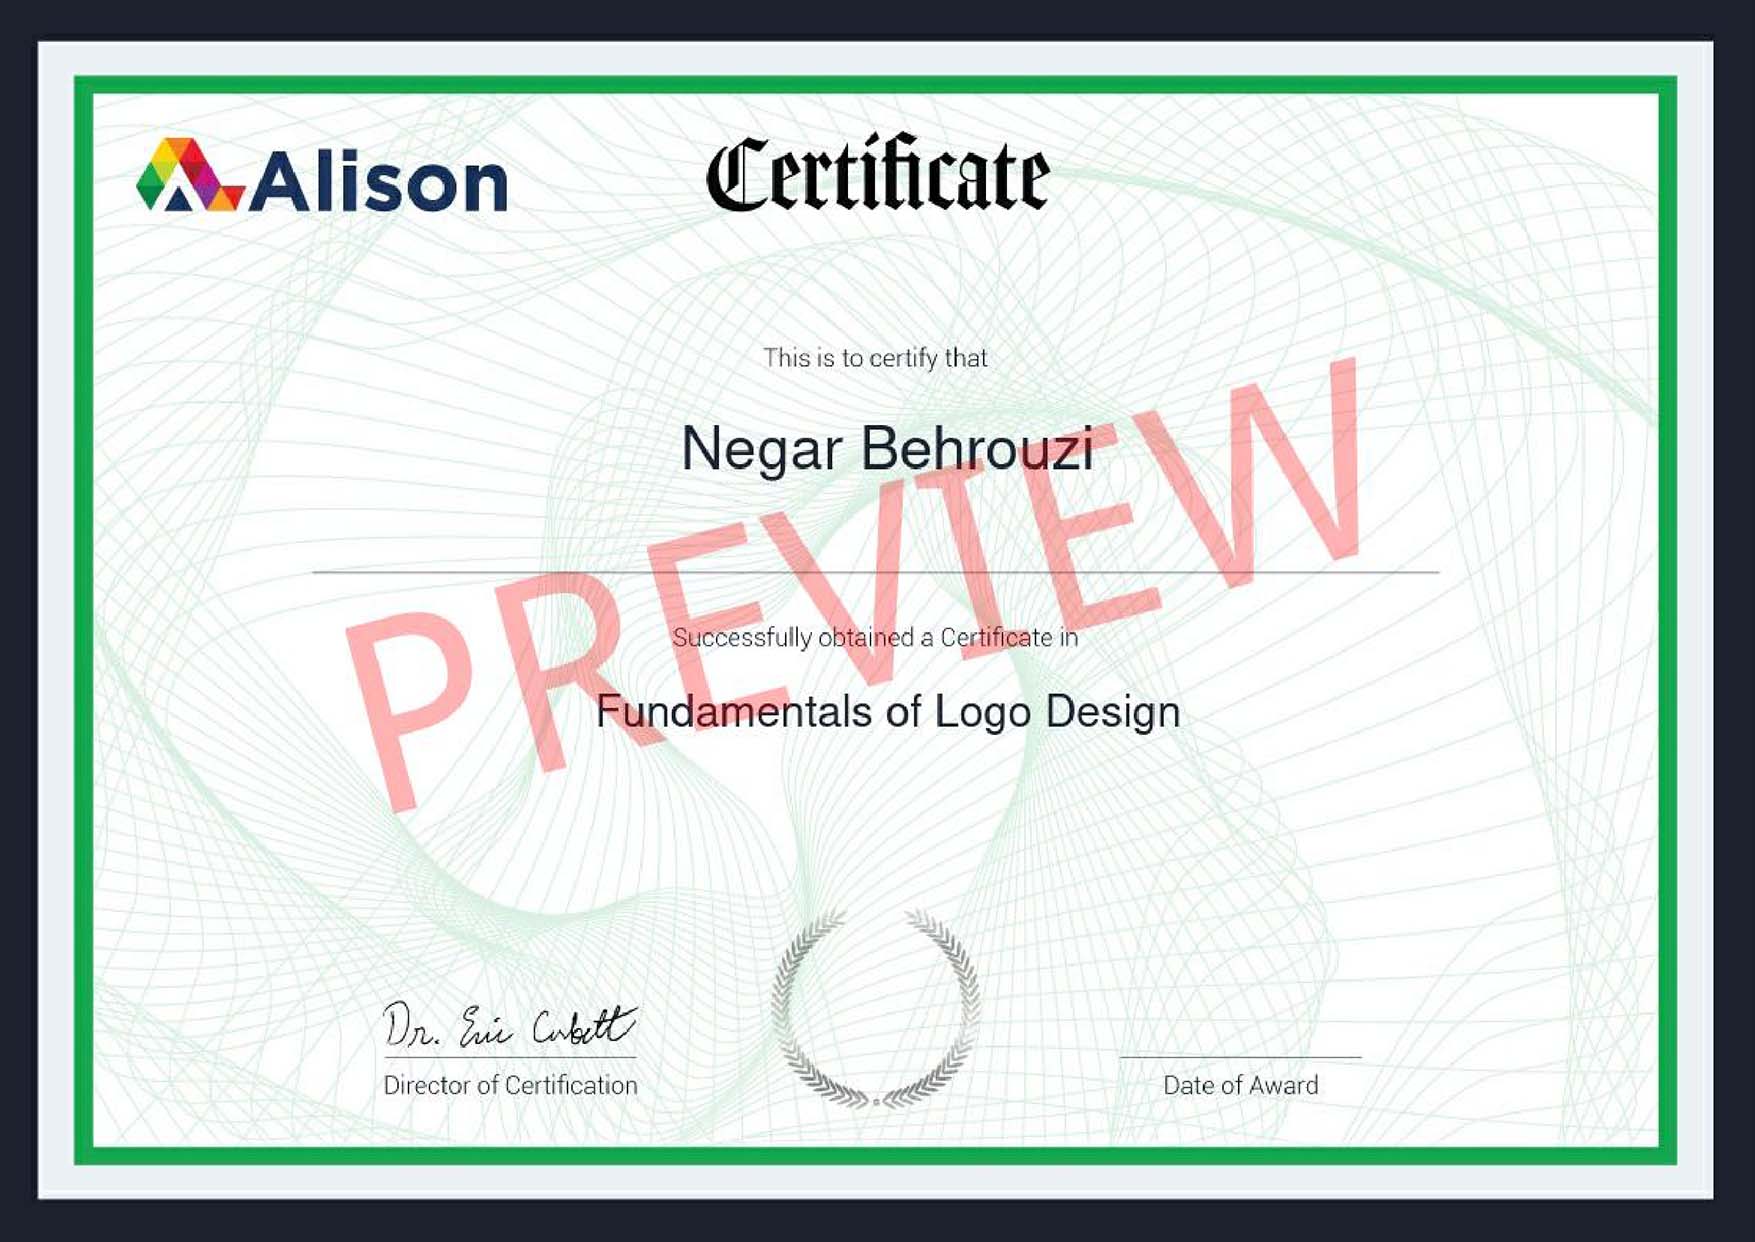 Alison
Certificate
This is to certify that
Negar Behrouzi
PREVIEW
Successfully obtained a Certificate in
Fundamentals of Logo Design
Dr. Eric Corbett
Director of Certification
Date of Award